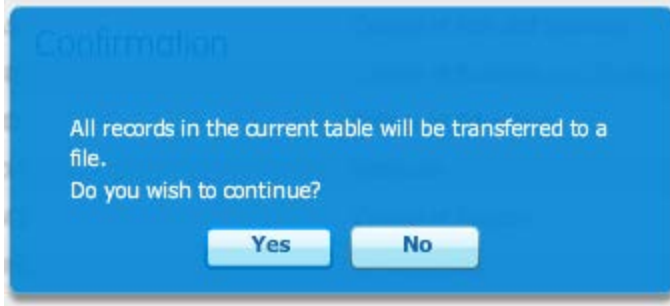 Confirmation
All records in the current table will be transferred to a
file.
Do you wish to continue?
Yes
No